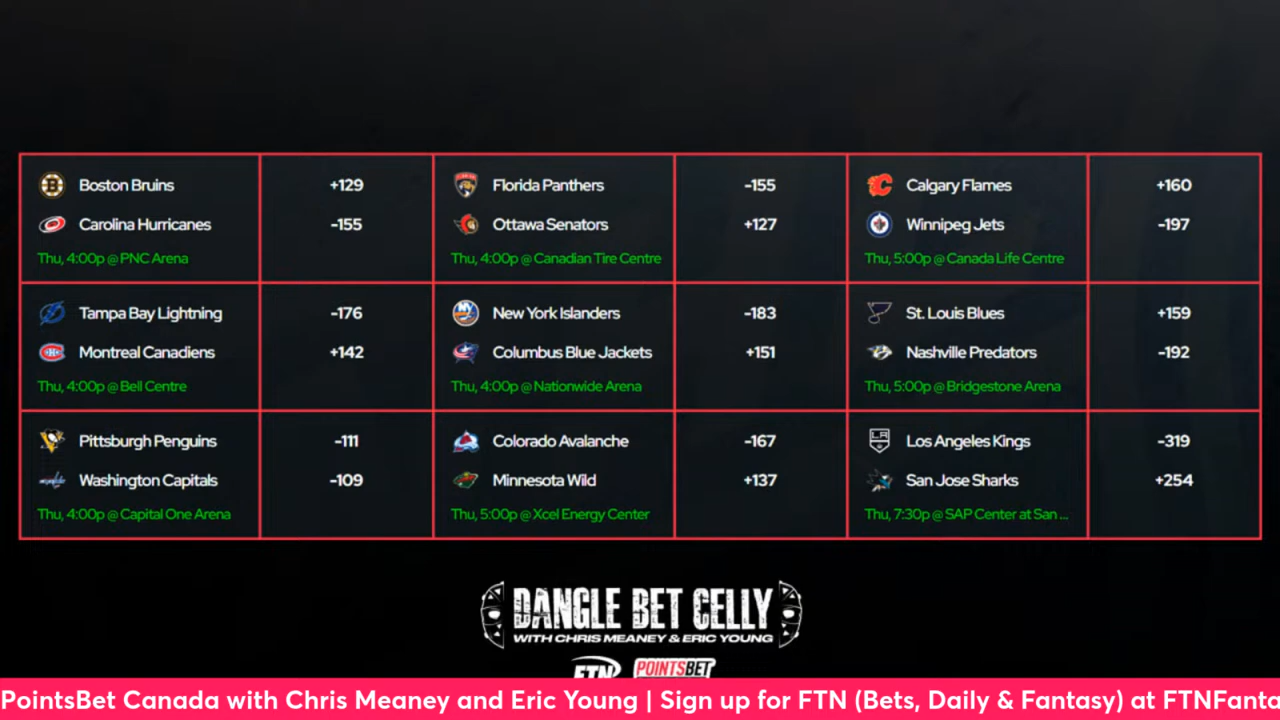 Boston Bruins +129
Carolina Hurricanes -155
Thu, 4:00p @ PNC Arena
Florida Panthers -155
Ottawa Senators +127
Thu, 4:00p @ Canadian Tire Centre
Calgary Flames +160
Winnipeg Jets -197
Thu, 5:00p @ Canada Life Centre
Tampa Bay Lightning -176
Montreal Canadiens +142
Thu, 4:00p @ Bell Centre
New York Islanders -183
Columbus Blue Jackets +151
Thu, 4:00p @ Nationwide Arena
St. Louis Blues +159
Nashville Predators -192
Thu, 5:00p @ Bridgestone Arena
Pittsburgh Penguins -111
Washington Capitals -109
Thu, 4:00p @ Capital One Arena
Colorado Avalanche -167
Minnesota Wild +137
Thu, 5:00p @ Xcel Energy Center
Los Angeles Kings -319
San Jose Sharks +254
Thu, 7:30p @ SAP Center at San ...
DANGLE BET CELLY
WITH CHRIS MEANEY & ERIC YOUNG
FTN POINTSBET
PointsBet Canada with Chris Meaney and Eric Young | Sign up for FTN (Bets, Daily & Fantasy) at FTNFanta